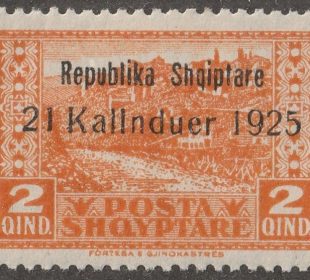 Republika Shqiptare
21 Kallnduer 1925
2 POSTA 2
QIND. SHQYPTARE QIND.
FORTESA E GJINOKASTRES